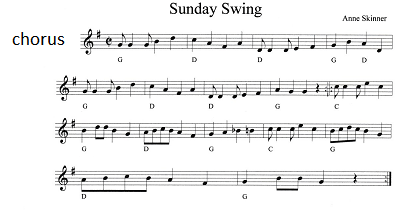 Sunday Swing
Anne Skinner
chorus
G D D G D
G D D G C
G D G C G
D G